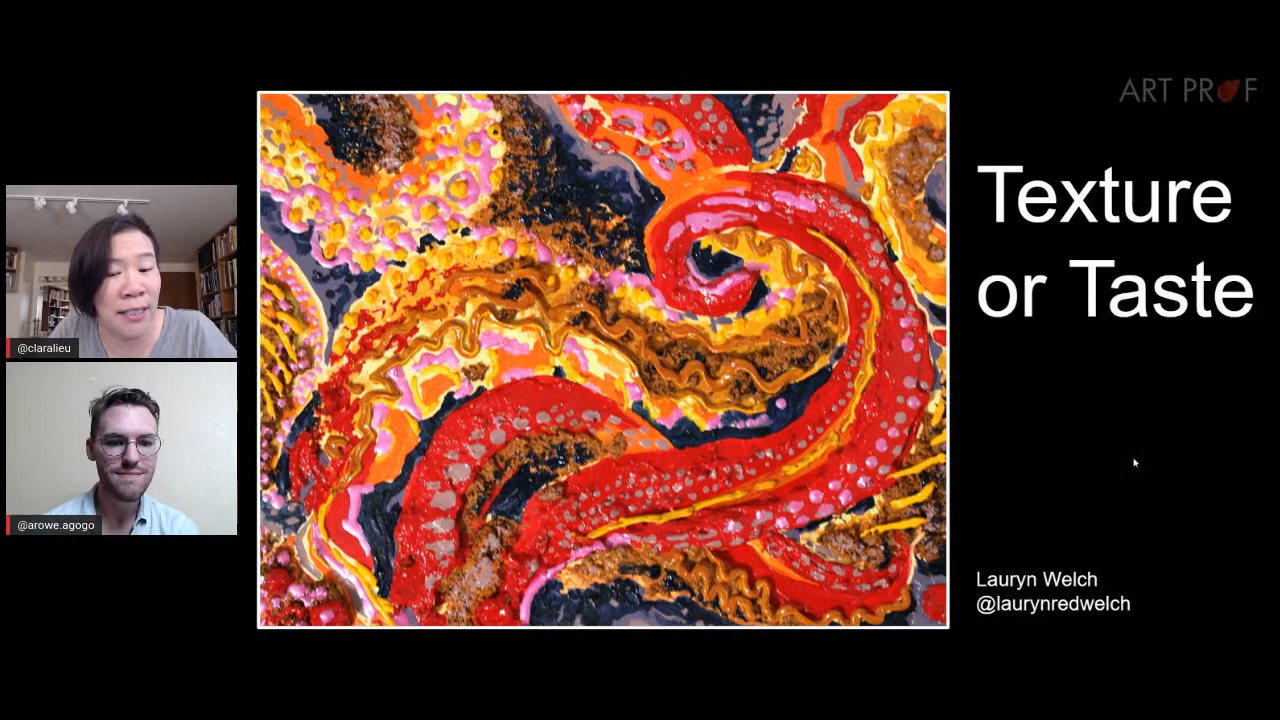 ART PROF
Texture
or Taste
@claralieu
@arowe.agogo
Lauryn Welch
@laurynredwelch